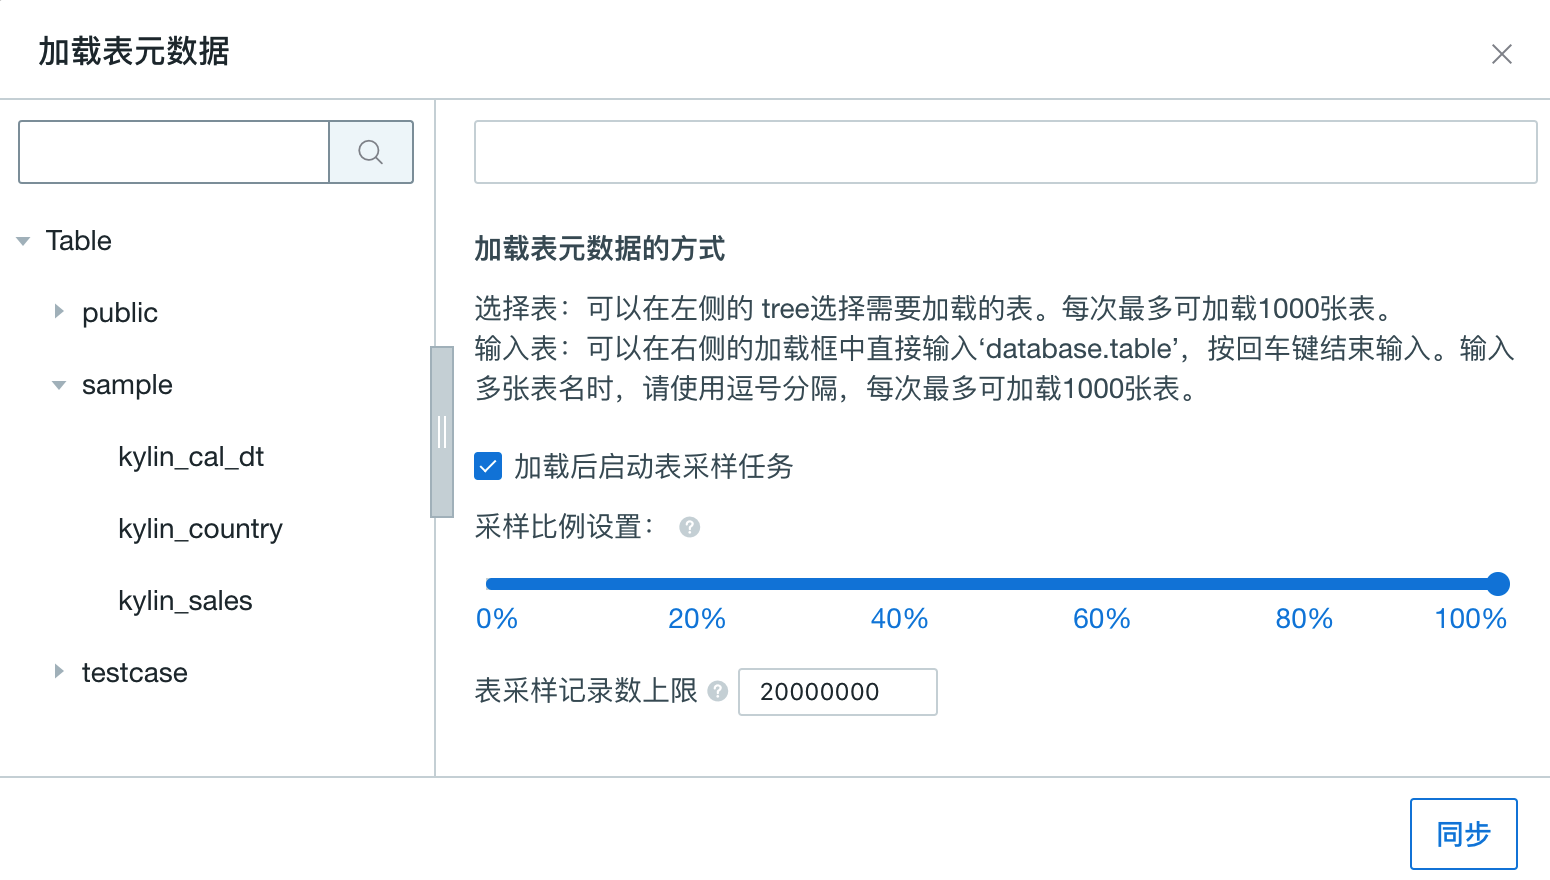 加载表元数据
Table
public
sample
kylin_cal_dt
kylin_country
kylin_sales
testcase
加载表元数据的方式
选择表：可以在左侧的 tree选择需要加载的表。每次最多可加载1000张表。
输入表：可以在右侧的加载框中直接输入‘database.table’，按回车键结束输入。输入
多张表名时，请使用逗号分隔，每次最多可加载1000张表。
加载后启动表采样任务
采样比例设置： ?
0% 20% 40% 60% 80% 100%
表采样记录数上限 ? 20000000
同步